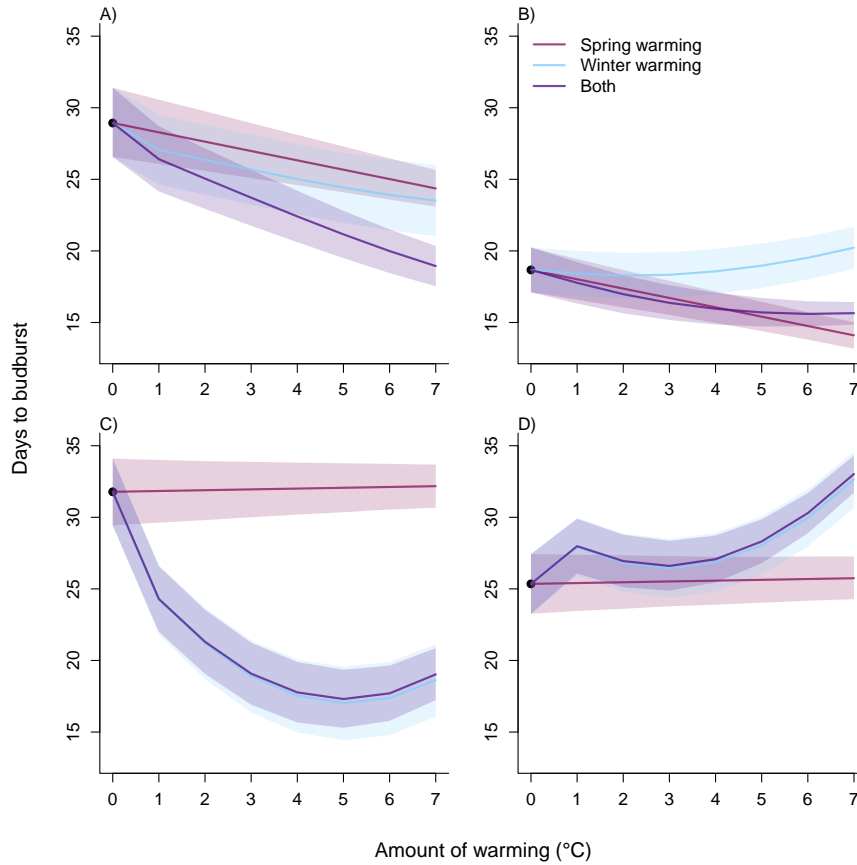 A)
35
30
25
20
15
0 1 2 3 4 5 6 7
B)
Spring warming
Winter warming
Both
35
30
25
20
15
0 1 2 3 4 5 6 7
C)
35
30
25
20
15
0 1 2 3 4 5 6 7
D)
35
30
25
20
15
0 1 2 3 4 5 6 7
Days to budburst
Amount of warming (°C)